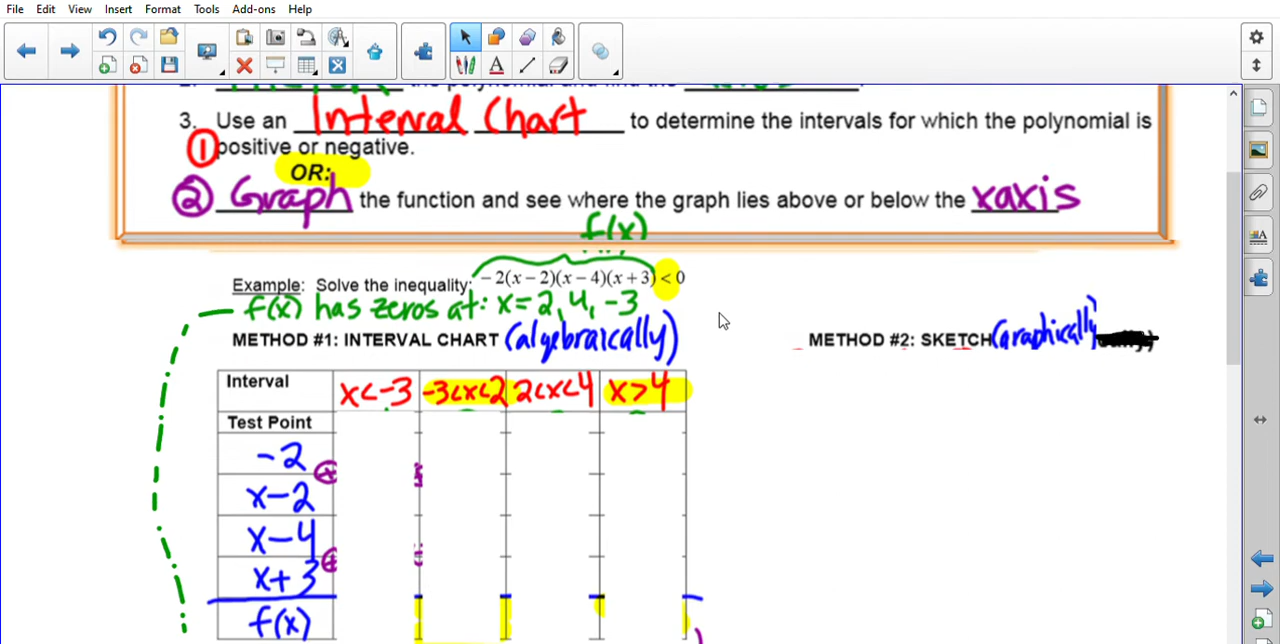 File Edit View Insert Format Tools Add-ons Help
3. Use an Interval Chart to determine the intervals for which the polynomial is
① positive or negative.
OR:
② Graph the function and see where the graph lies above or below the xaxis
f(x)
Example: Solve the inequality: −2(x − 2)(x − 4)(x + 3) < 0
f(x) has zeros at: x = 2, 4, -3
METHOD #1: INTERVAL CHART (algebraically)
METHOD #2: SKETCH (Graphically)
Interval x<-3 -3<x<2 2<x<4 x>4
Test Point
-2
x-2
x-4
x+3
f(x)